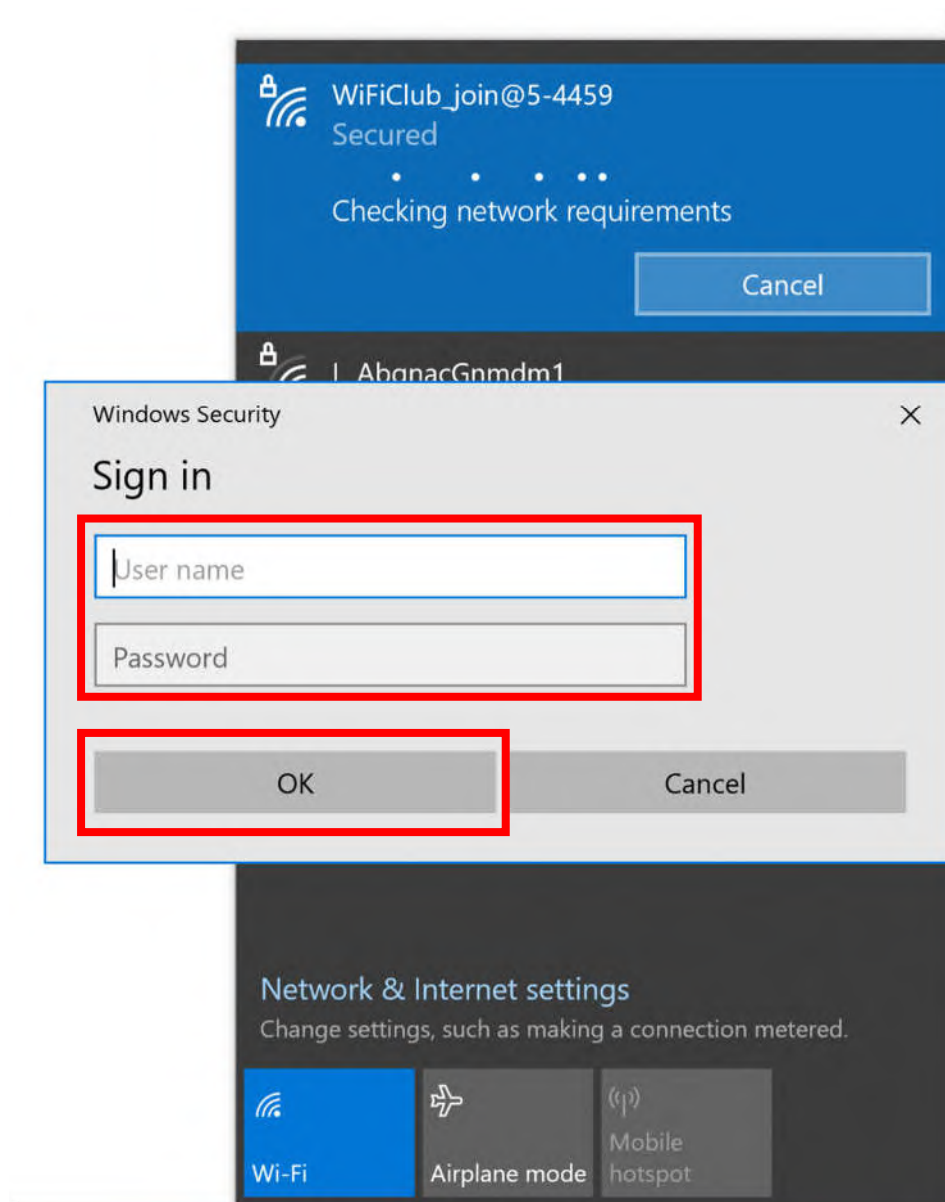 WiFiClub_join@5-4459
Secured
Checking network requirements
Cancel
I_AbgnacGnmdm1
Windows Security
Sign in
User name
Password
OK
Cancel
Network & Internet settings
Change settings, such as making a connection metered.
Wi-Fi
Airplane mode
Mobile
hotspot